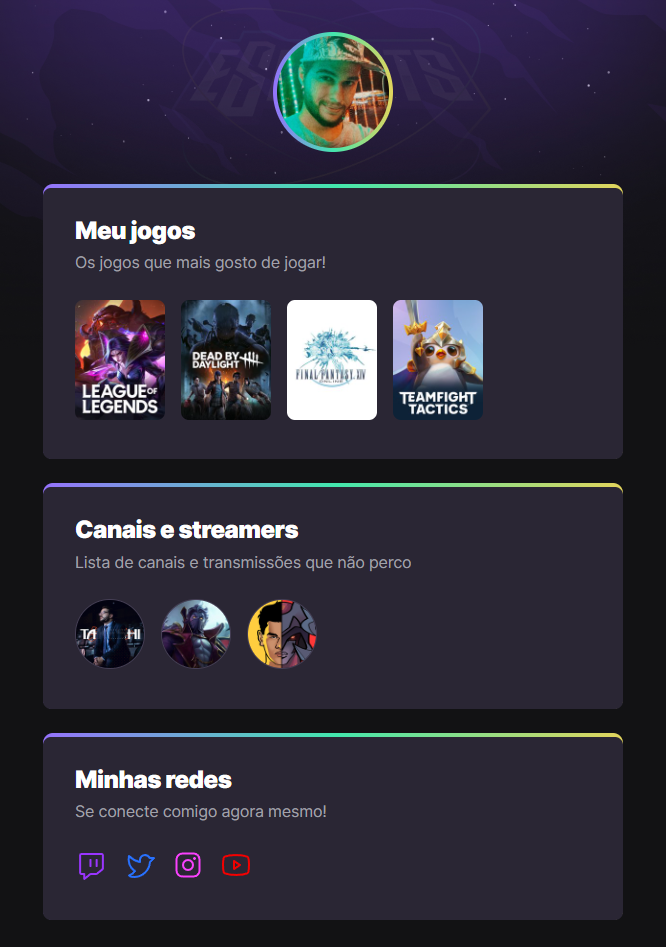 ESPORTS
Meu jogos
Os jogos que mais gosto de jogar!
LEAGUE OF
LEGENDS
DEAD BY
DAYLIGHT
FINAL FANTASY XIV
TEAMFIGHT
TACTICS
Canais e streamers
Lista de canais e transmissões que não perco
Minhas redes
Se conecte comigo agora mesmo!